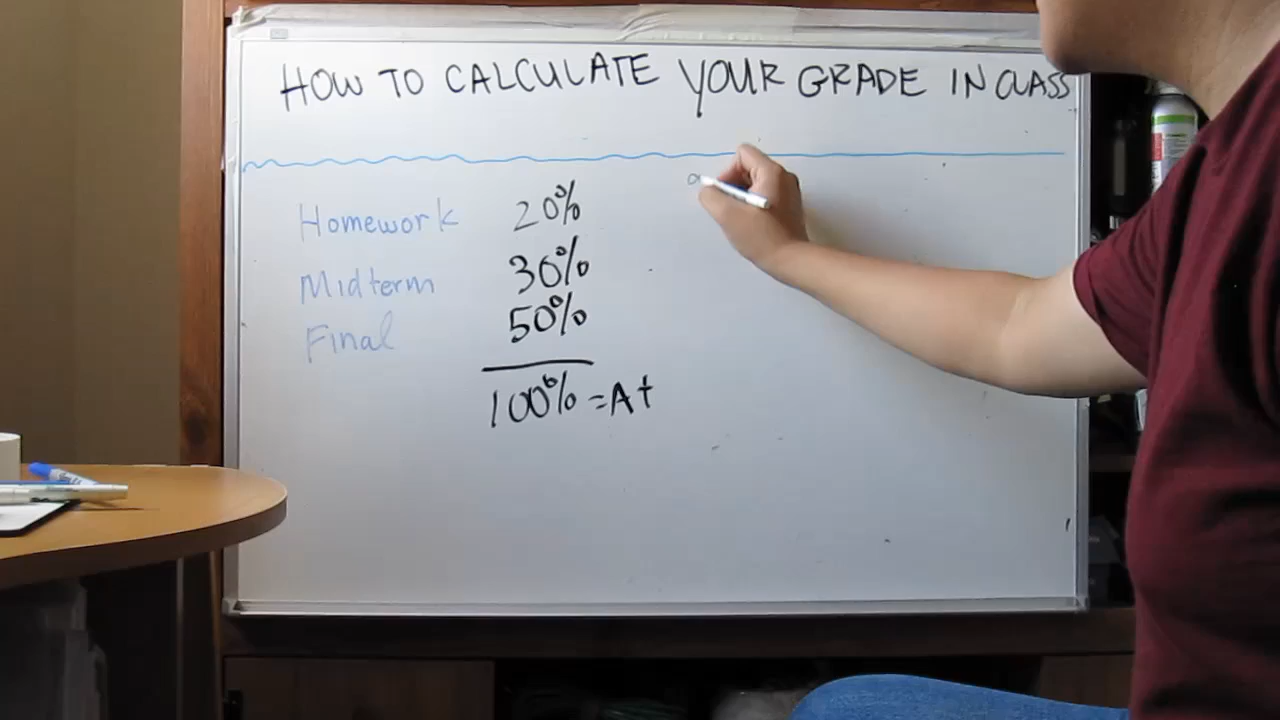 HOW TO CALCULATE YOUR GRADE IN CLASS
Homework 20%
Midterm 30%
Final 50%
100% = A+